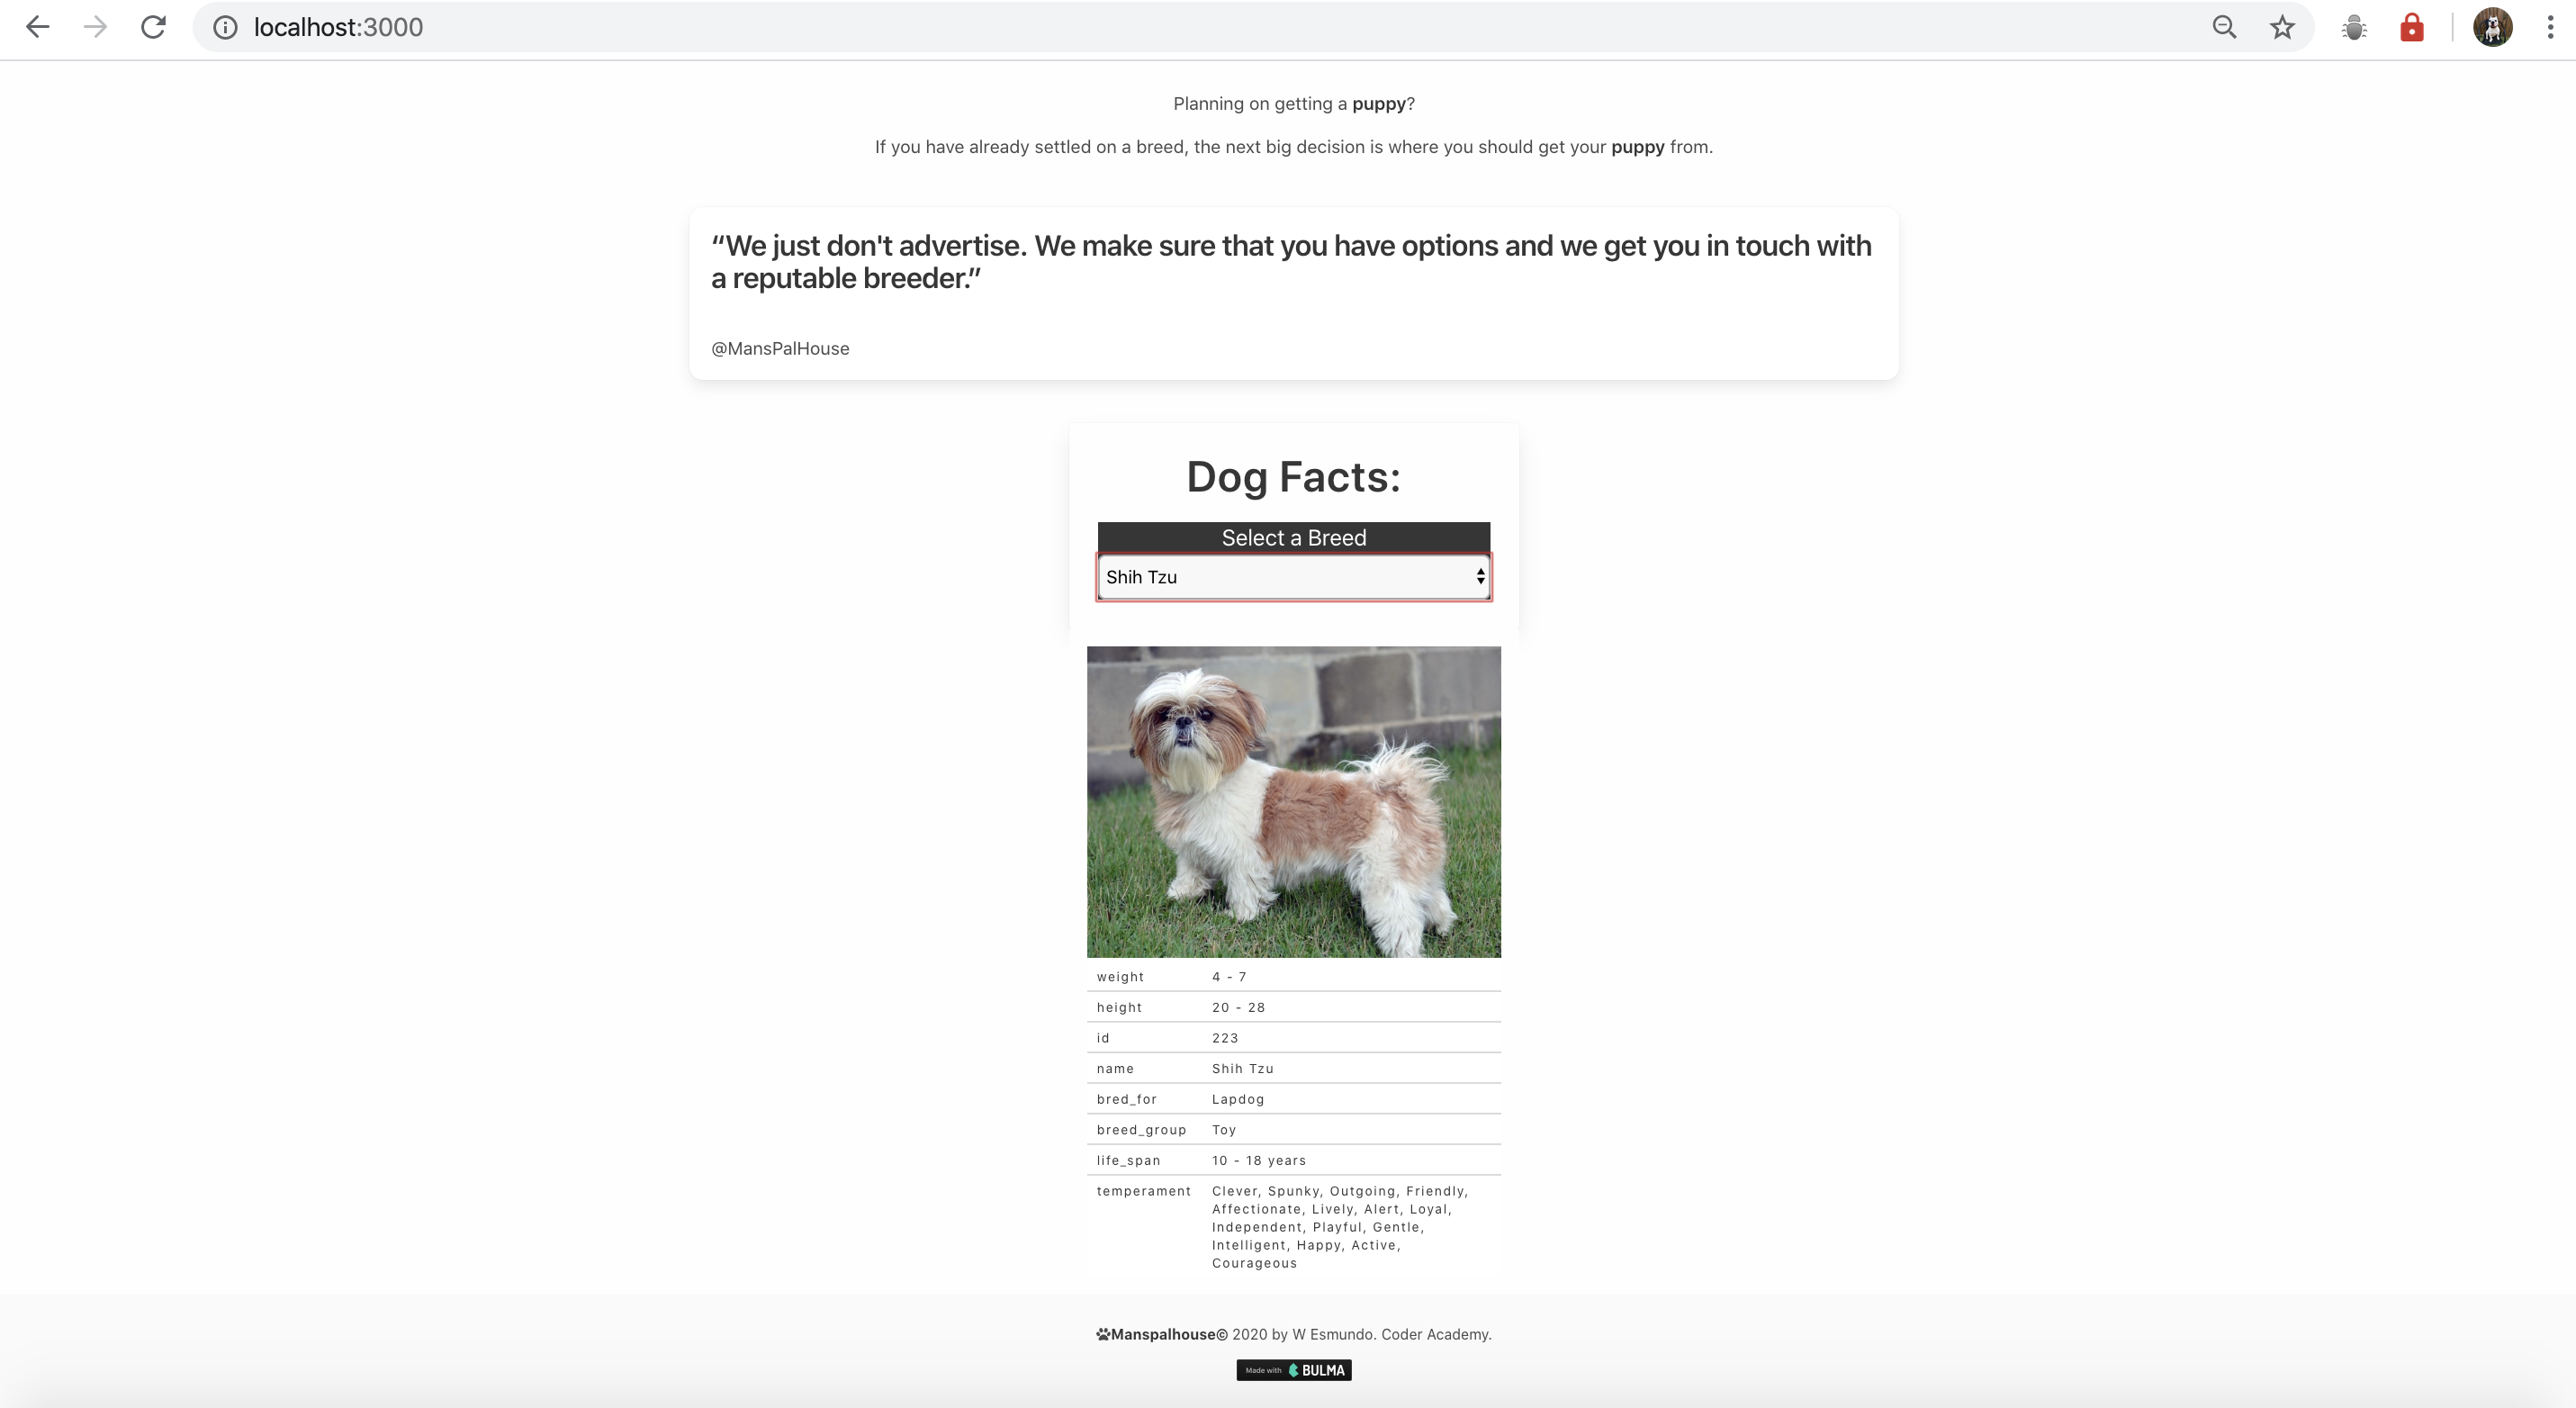 localhost:3000
Planning on getting a puppy?
If you have already settled on a breed, the next big decision is where you should get your puppy from.
“We just don't advertise. We make sure that you have options and we get you in touch with
a reputable breeder.”
@MansPalHouse
Dog Facts:
Select a Breed
Shih Tzu
weight 4 - 7
height 20 - 28
id 223
name Shih Tzu
bred_for Lapdog
breed_group Toy
life_span 10 - 18 years
temperament Clever, Spunky, Outgoing, Friendly,
Affectionate, Lively, Alert, Loyal,
Independent, Playful, Gentle,
Intelligent, Happy, Active,
Courageous
Manspalhouse© 2020 by W Esmundo. Coder Academy.
Made with BULMA